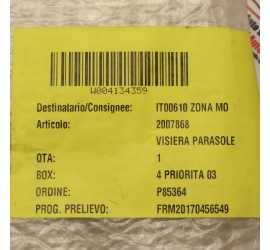 W004134359
Destinatario/Consignee: IT00610 ZONA MO
Articolo: 2007868
VISIERA PARASOLE
QTA: 1
BOX: 4 PRIORITA 03
ORDINE: P85364
PROG. PRELIEVO: FRM20170456549